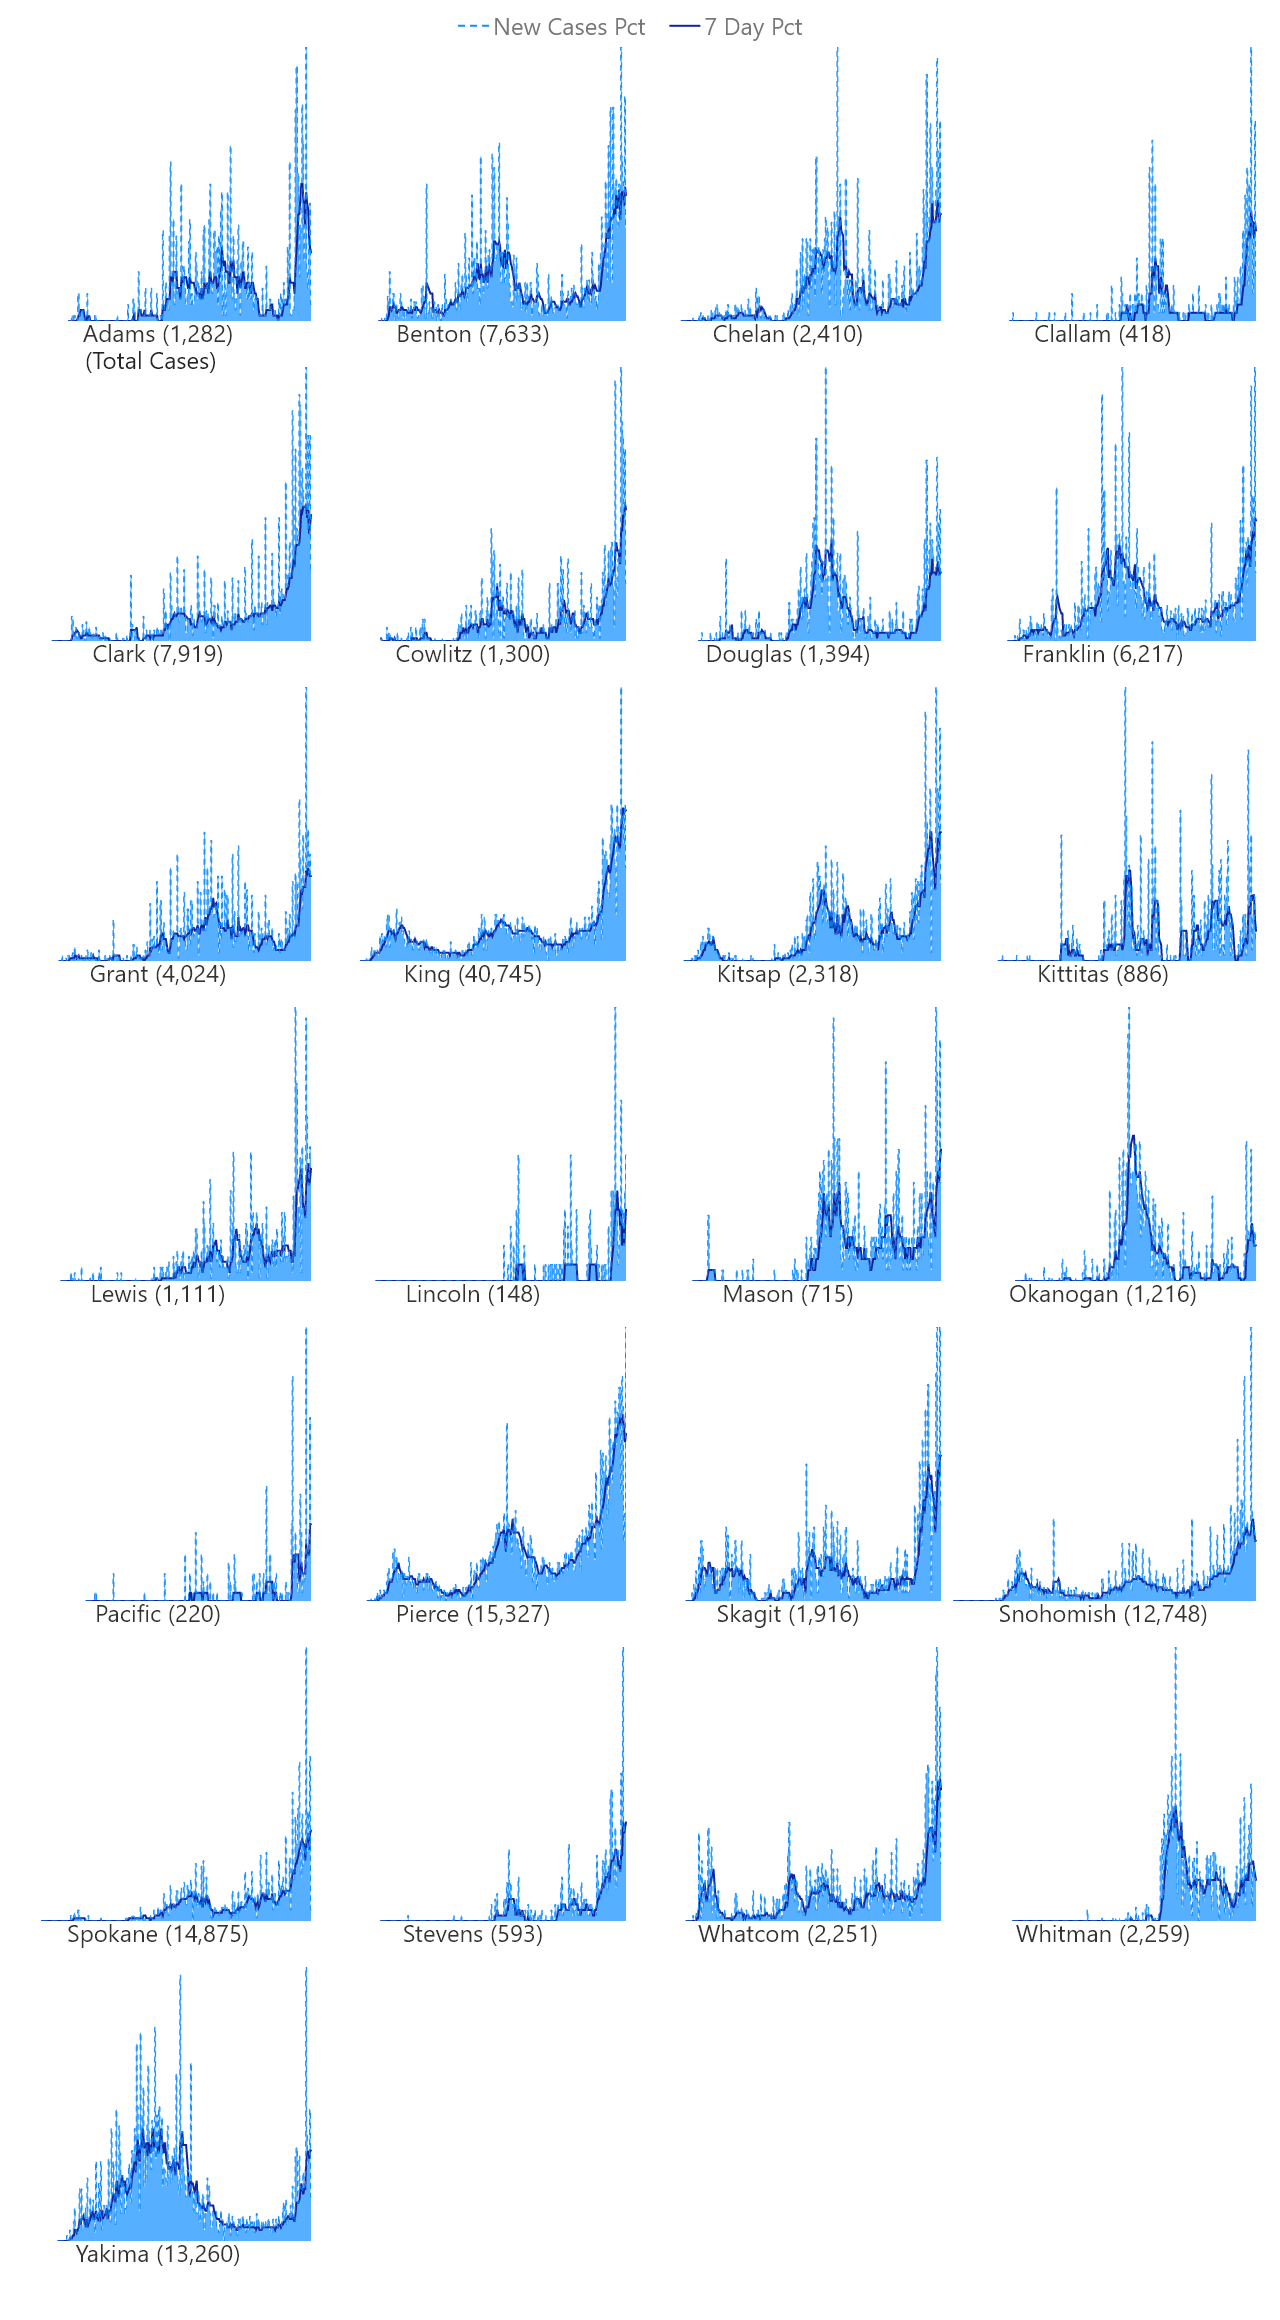 New Cases Pct 7 Day Pct
Adams (1,282) Benton (7,633) Chelan (2,410) Clallam (418)
(Total Cases)
Clark (7,919) Cowlitz (1,300) Douglas (1,394) Franklin (6,217)
Grant (4,024) King (40,745) Kitsap (2,318) Kittitas (886)
Lewis (1,111) Lincoln (148) Mason (715) Okanogan (1,216)
Pacific (220) Pierce (15,327) Skagit (1,916) Snohomish (12,748)
Spokane (14,875) Stevens (593) Whatcom (2,251) Whitman (2,259)
Yakima (13,260)